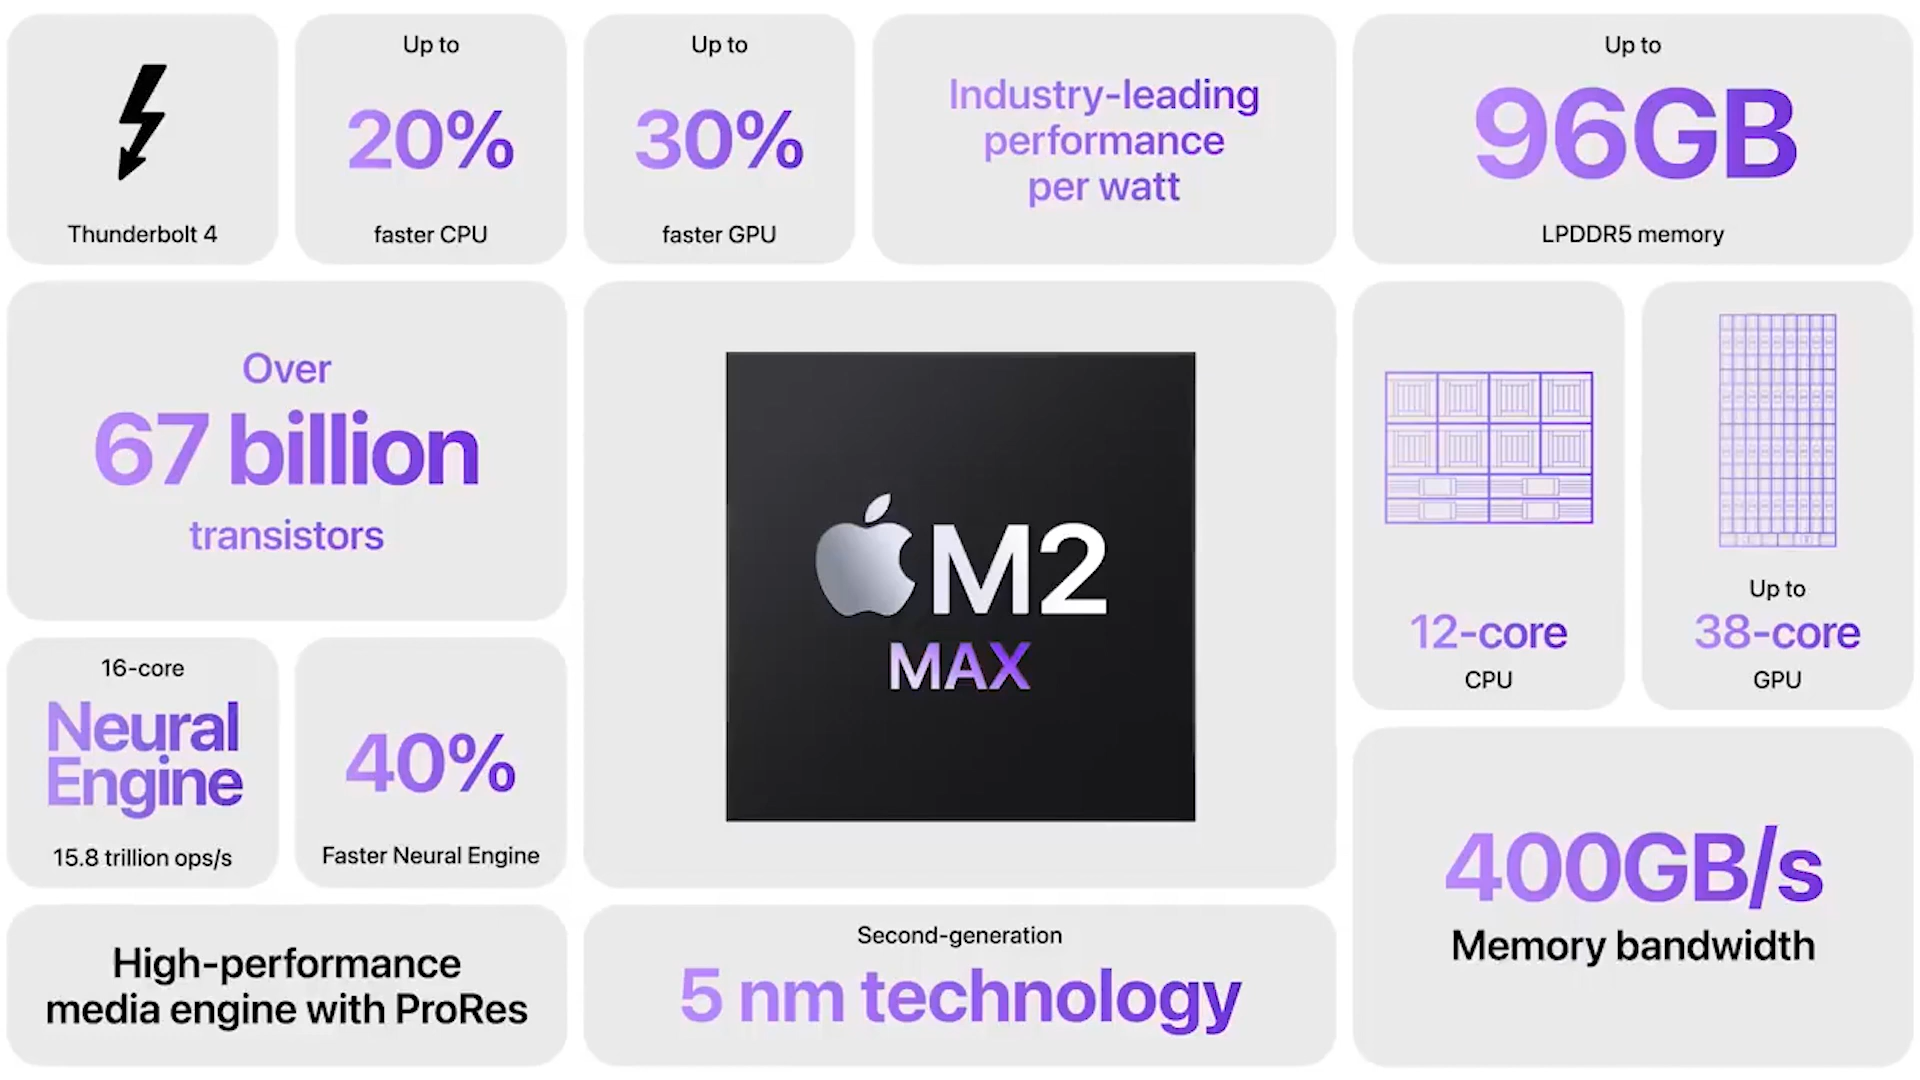 Thunderbolt 4
Up to
20%
faster CPU
Up to
30%
faster GPU
Industry-leading
performance
per watt
Up to
96GB
LPDDR5 memory
Over
67 billion
transistors
M2
MAX
12-core
CPU
Up to
38-core
GPU
16-core
Neural
Engine
15.8 trillion ops/s
40%
Faster Neural Engine
400GB/s
Memory bandwidth
High-performance
media engine with ProRes
Second-generation
5 nm technology